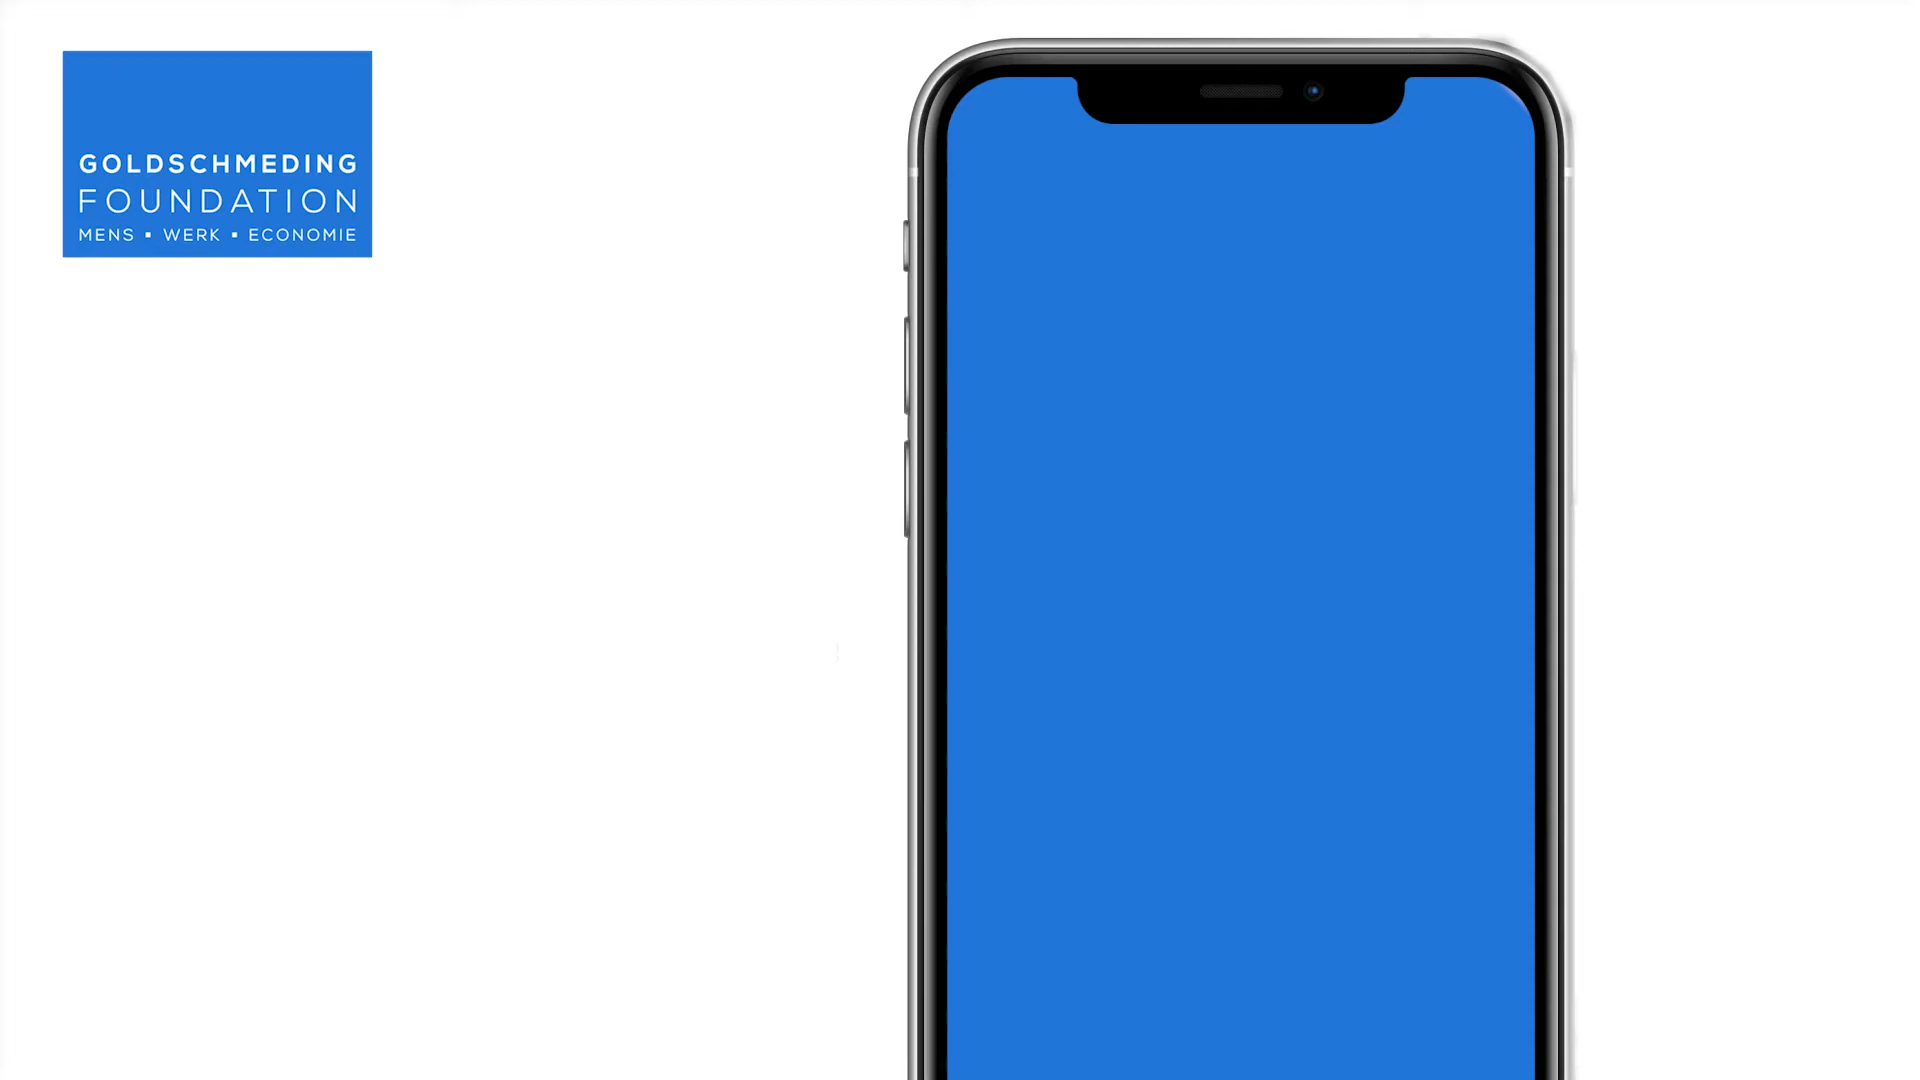 GOLDSCHMEDING
FOUNDATION
MENS ▪ WERK ▪ ECONOMIE